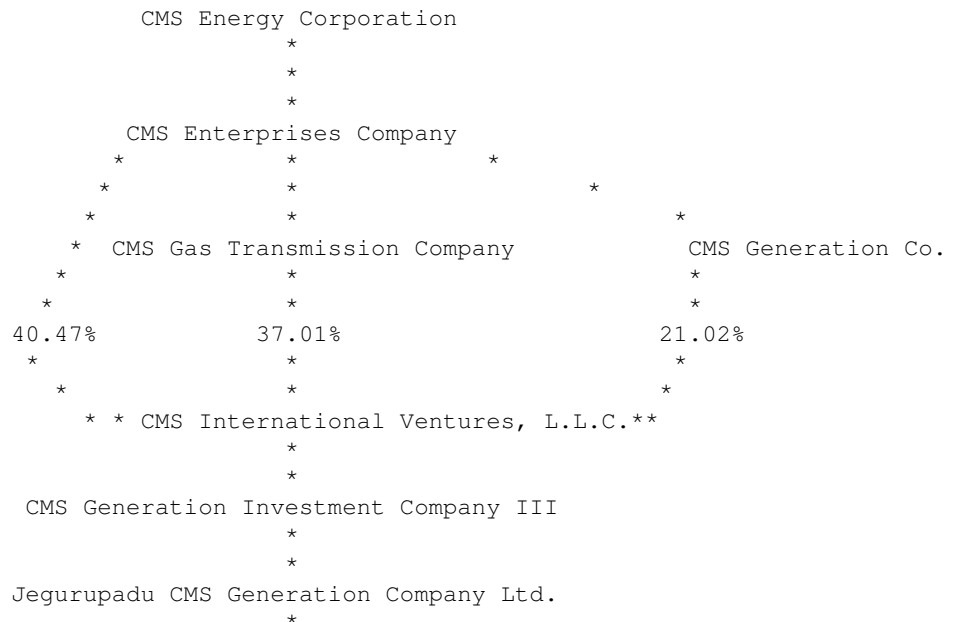 CMS Energy Corporation
*
*
*
CMS Enterprises Company
* * *
* * *
* * *
* CMS Gas Transmission Company CMS Generation Co.
* * *
* * *
40.47% 37.01% 21.02%
* * *
* * *
* * CMS International Ventures, L.L.C.**
*
*
CMS Generation Investment Company III
*
*
Jegurupadu CMS Generation Company Ltd.
*